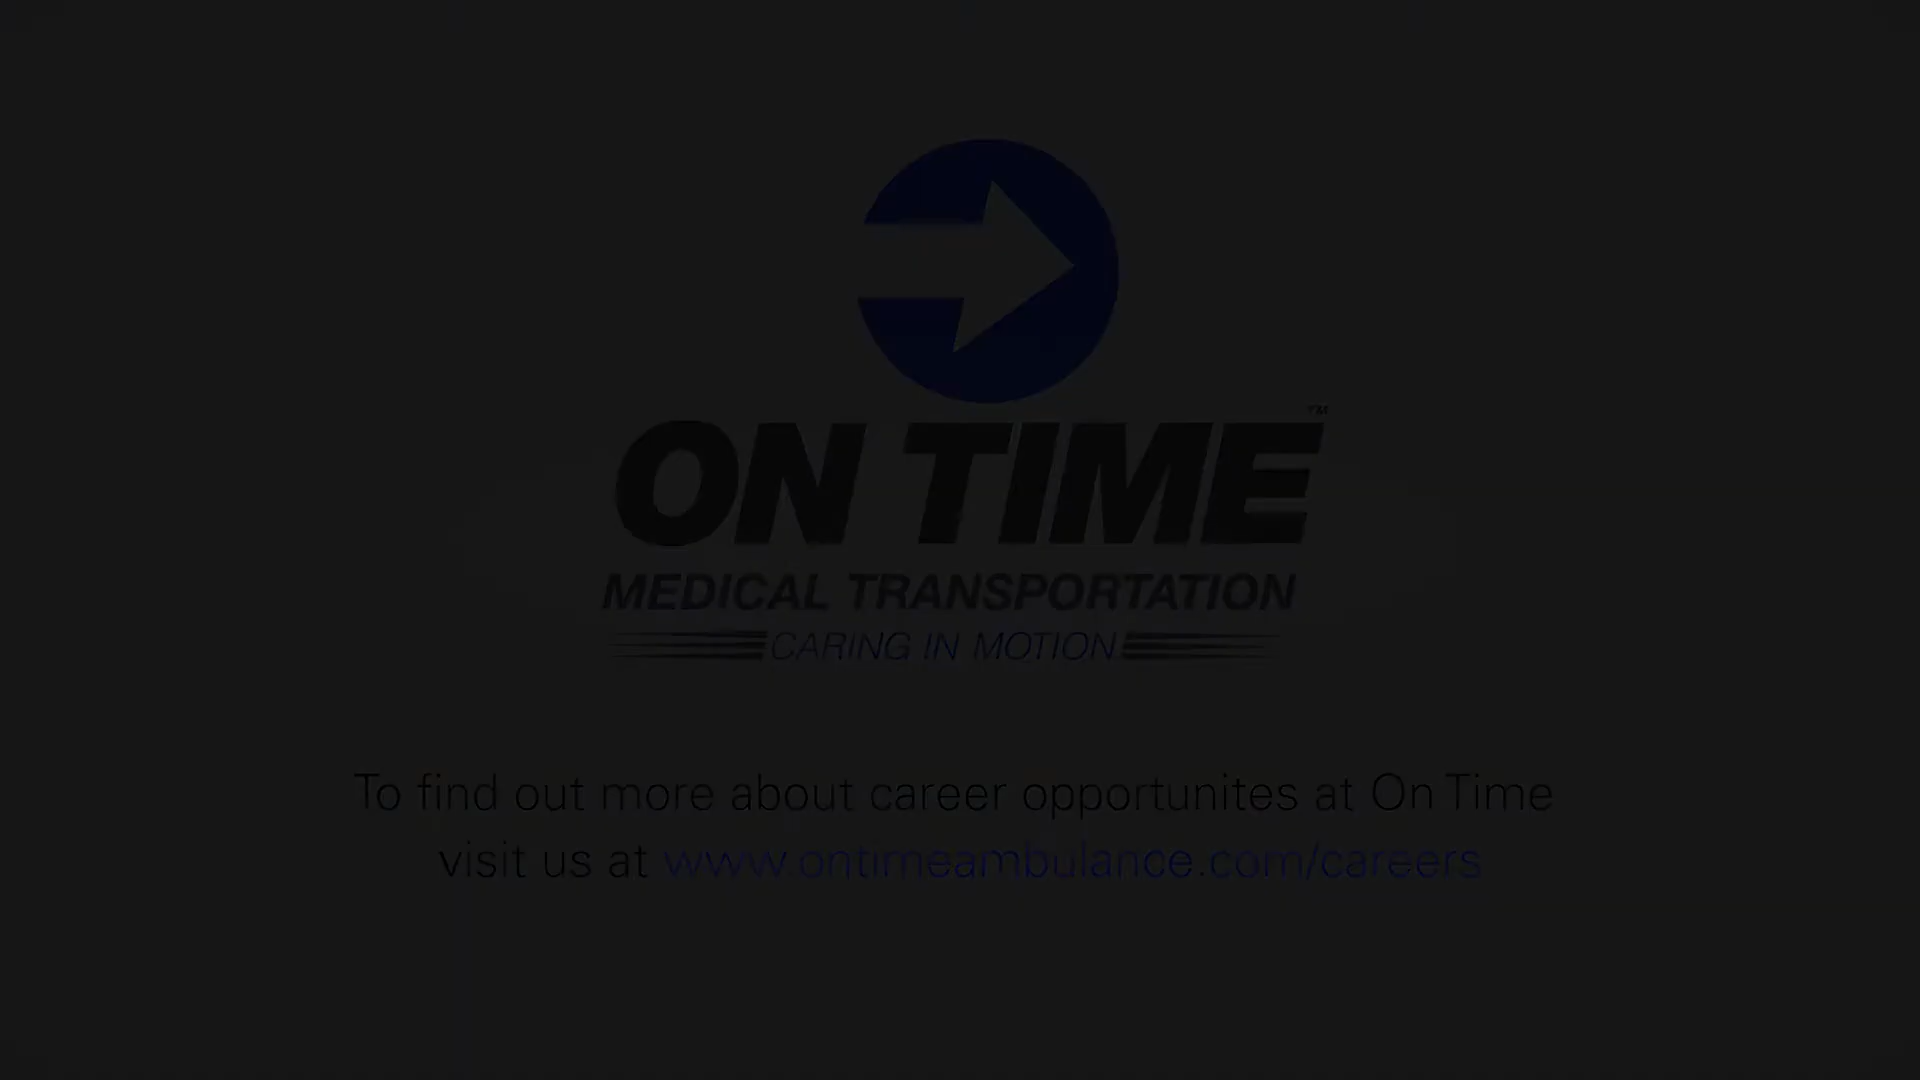 ON TIME™
MEDICAL TRANSPORTATION
CARING IN MOTION
To find out more about career opportunites at On Time
visit us at www.ontimeambulance.com/careers